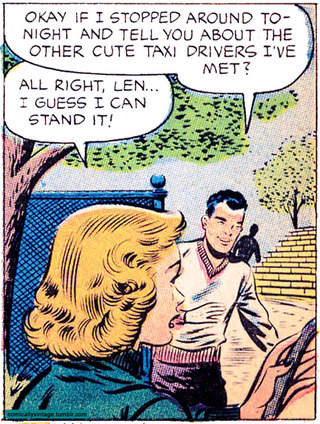 OKAY IF I STOPPED AROUND TO-
NIGHT AND TELL YOU ABOUT THE
OTHER CUTE TAXI DRIVERS I'VE
MET?
ALL RIGHT, LEN...
I GUESS I CAN
STAND IT!
comicallyvintage.tumblr.com